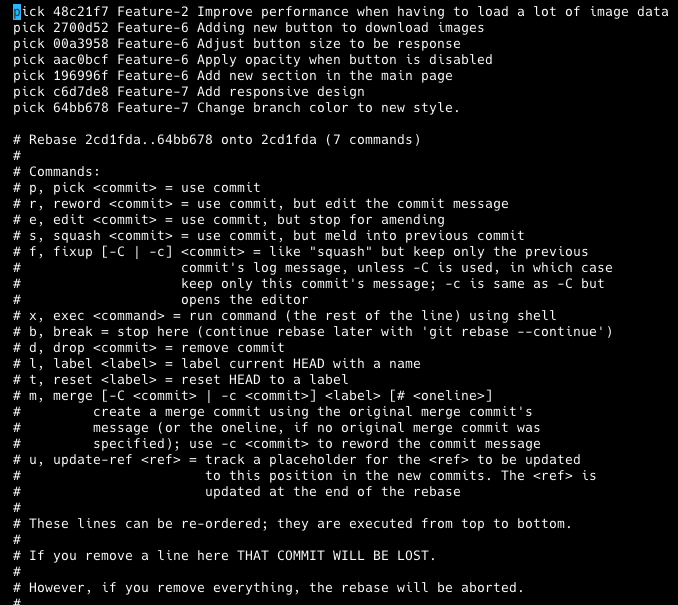 pick 48c21f7 Feature-2 Improve performance when having to load a lot of image data
pick 2700d52 Feature-6 Adding new button to download images
pick 00a3958 Feature-6 Adjust button size to be response
pick aac0bcf Feature-6 Apply opacity when button is disabled
pick 196996f Feature-6 Add new section in the main page
pick c6d7de8 Feature-7 Add responsive design
pick 64bb678 Feature-7 Change branch color to new style.

# Rebase 2cd1fda..64bb678 onto 2cd1fda (7 commands)
#
# Commands:
# p, pick <commit> = use commit
# r, reword <commit> = use commit, but edit the commit message
# e, edit <commit> = use commit, but stop for amending
# s, squash <commit> = use commit, but meld into previous commit
# f, fixup [-C | -c] <commit> = like "squash" but keep only the previous
#                    commit's log message, unless -C is used, in which case
#                    keep only this commit's message; -c is same as -C but
#                    opens the editor
# x, exec <command> = run command (the rest of the line) using shell
# b, break = stop here (continue rebase later with 'git rebase --continue')
# d, drop <commit> = remove commit
# l, label <label> = label current HEAD with a name
# t, reset <label> = reset HEAD to a label
# m, merge [-C <commit> | -c <commit>] <label> [# <oneline>]
#         create a merge commit using the original merge commit's
#         message (or the oneline, if no original merge commit was
#         specified); use -c <commit> to reword the commit message
# u, update-ref <ref> = track a placeholder for the <ref> to be updated
#                       to this position in the new commits. The <ref> is
#                       updated at the end of the rebase
#
# These lines can be re-ordered; they are executed from top to bottom.
#
# If you remove a line here THAT COMMIT WILL BE LOST.
#
# However, if you remove everything, the rebase will be aborted.
#